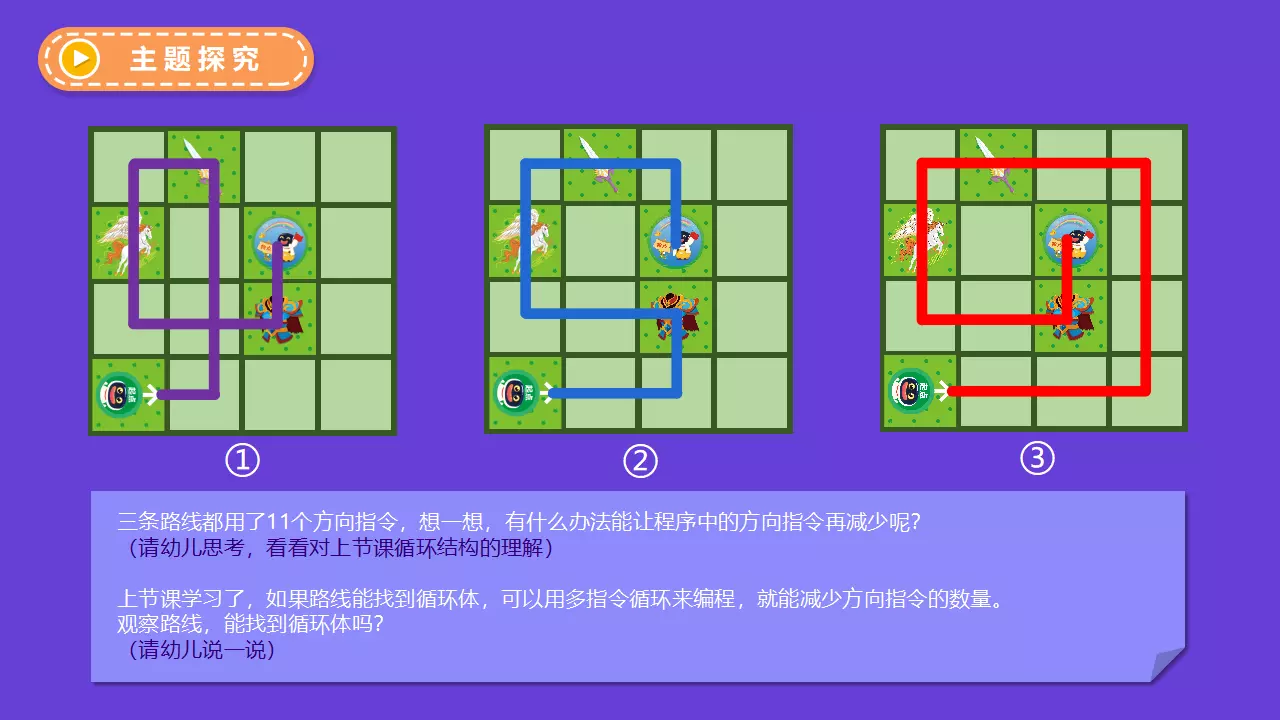 主题探究
起点
起点
起点
①
②
③
三条路线都用了11个方向指令，想一想，有什么办法能让程序中的方向指令再减少呢？
（请幼儿思考，看看对上节课循环结构的理解）
上节课学习了，如果路线能找到循环体，可以用多指令循环来编程，就能减少方向指令的数量。
观察路线，能找到循环体吗？
（请幼儿说一说）